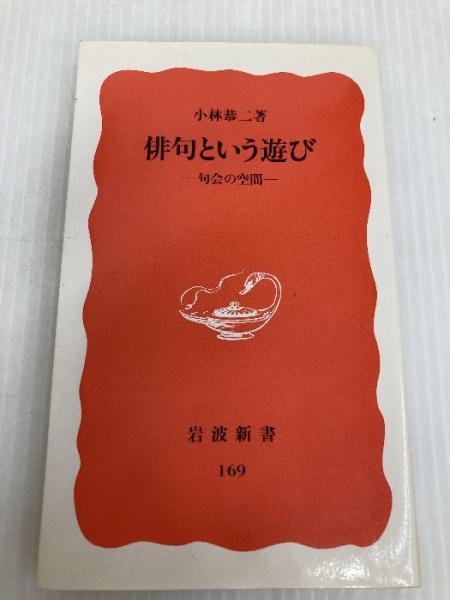 小林恭二著
俳句という遊び
—句会の空間—
岩波新書
169